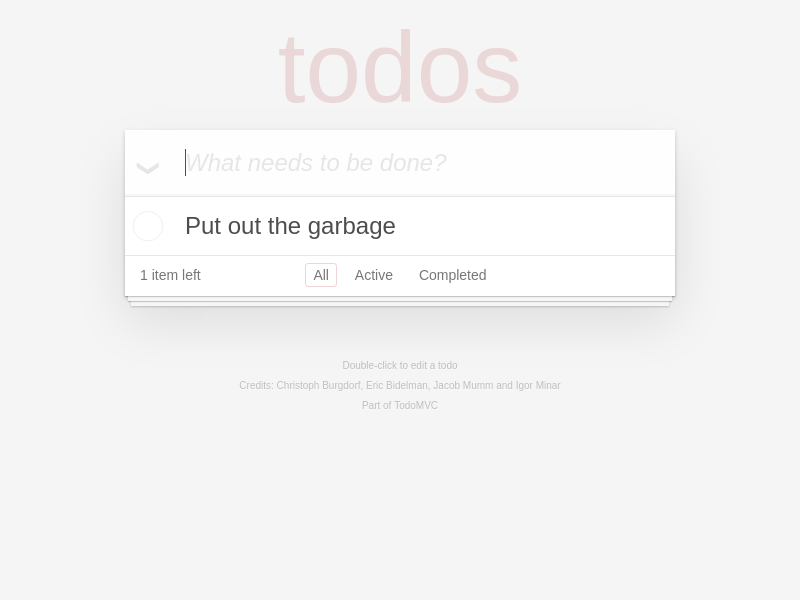 todos
What needs to be done?
Put out the garbage
1 item left All Active Completed
Double-click to edit a todo
Credits: Christoph Burgdorf, Eric Bidelman, Jacob Mumm and Igor Minar
Part of TodoMVC